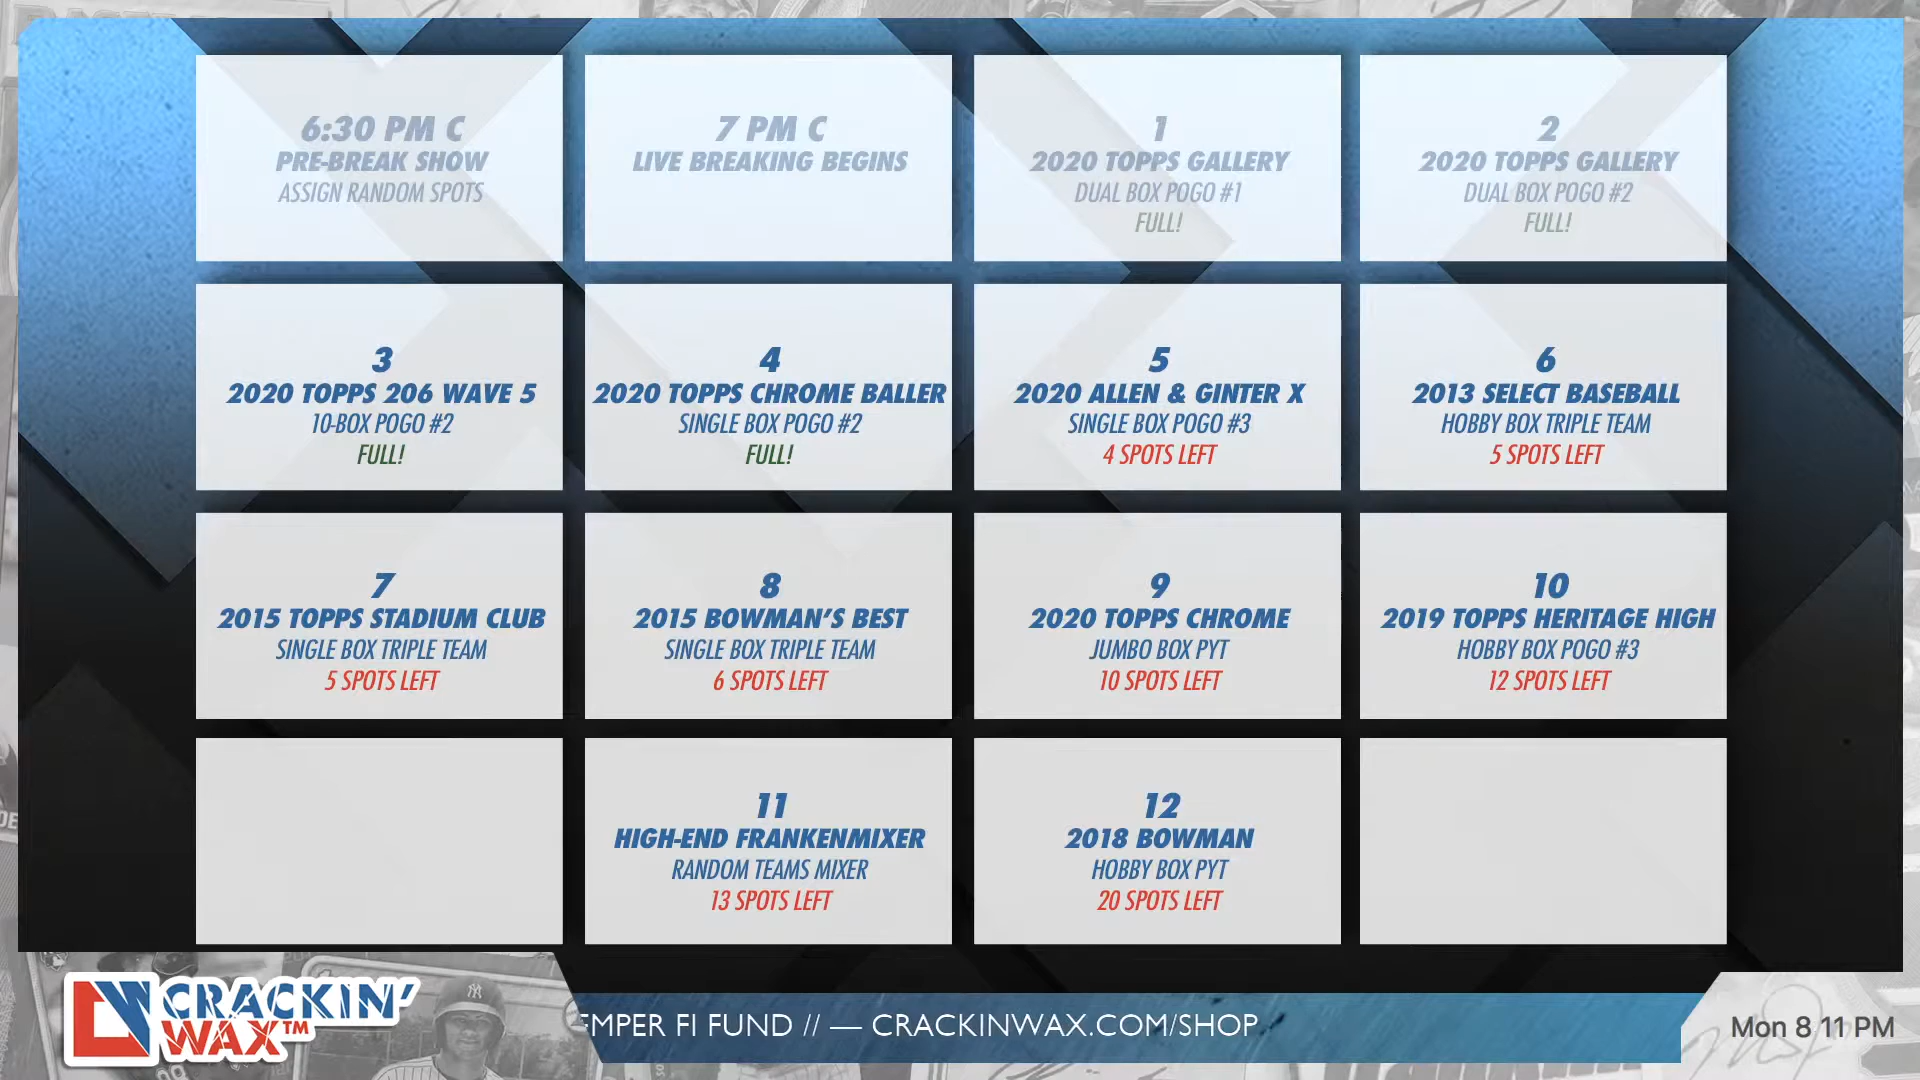 6:30 PM C
PRE-BREAK SHOW
ASSIGN RANDOM SPOTS
7 PM C
LIVE BREAKING BEGINS
1
2020 TOPPS GALLERY
DUAL BOX POGO #1
FULL!
2
2020 TOPPS GALLERY
DUAL BOX POGO #2
FULL!
3
2020 TOPPS 206 WAVE 5
10-BOX POGO #2
FULL!
4
2020 TOPPS CHROME BALLER
SINGLE BOX POGO #2
FULL!
5
2020 ALLEN & GINTER X
SINGLE BOX POGO #3
4 SPOTS LEFT
6
2013 SELECT BASEBALL
HOBBY BOX TRIPLE TEAM
5 SPOTS LEFT
7
2015 TOPPS STADIUM CLUB
SINGLE BOX TRIPLE TEAM
5 SPOTS LEFT
8
2015 BOWMAN'S BEST
SINGLE BOX TRIPLE TEAM
6 SPOTS LEFT
9
2020 TOPPS CHROME
JUMBO BOX PYT
10 SPOTS LEFT
10
2019 TOPPS HERITAGE HIGH
HOBBY BOX POGO #3
12 SPOTS LEFT
11
HIGH-END FRANKENMIXER
RANDOM TEAMS MIXER
13 SPOTS LEFT
12
2018 BOWMAN
HOBBY BOX PYT
20 SPOTS LEFT
CRACKIN'
WAX™
EMPER FI FUND // — CRACKINWAX.COM/SHOP
Mon 8 11 PM